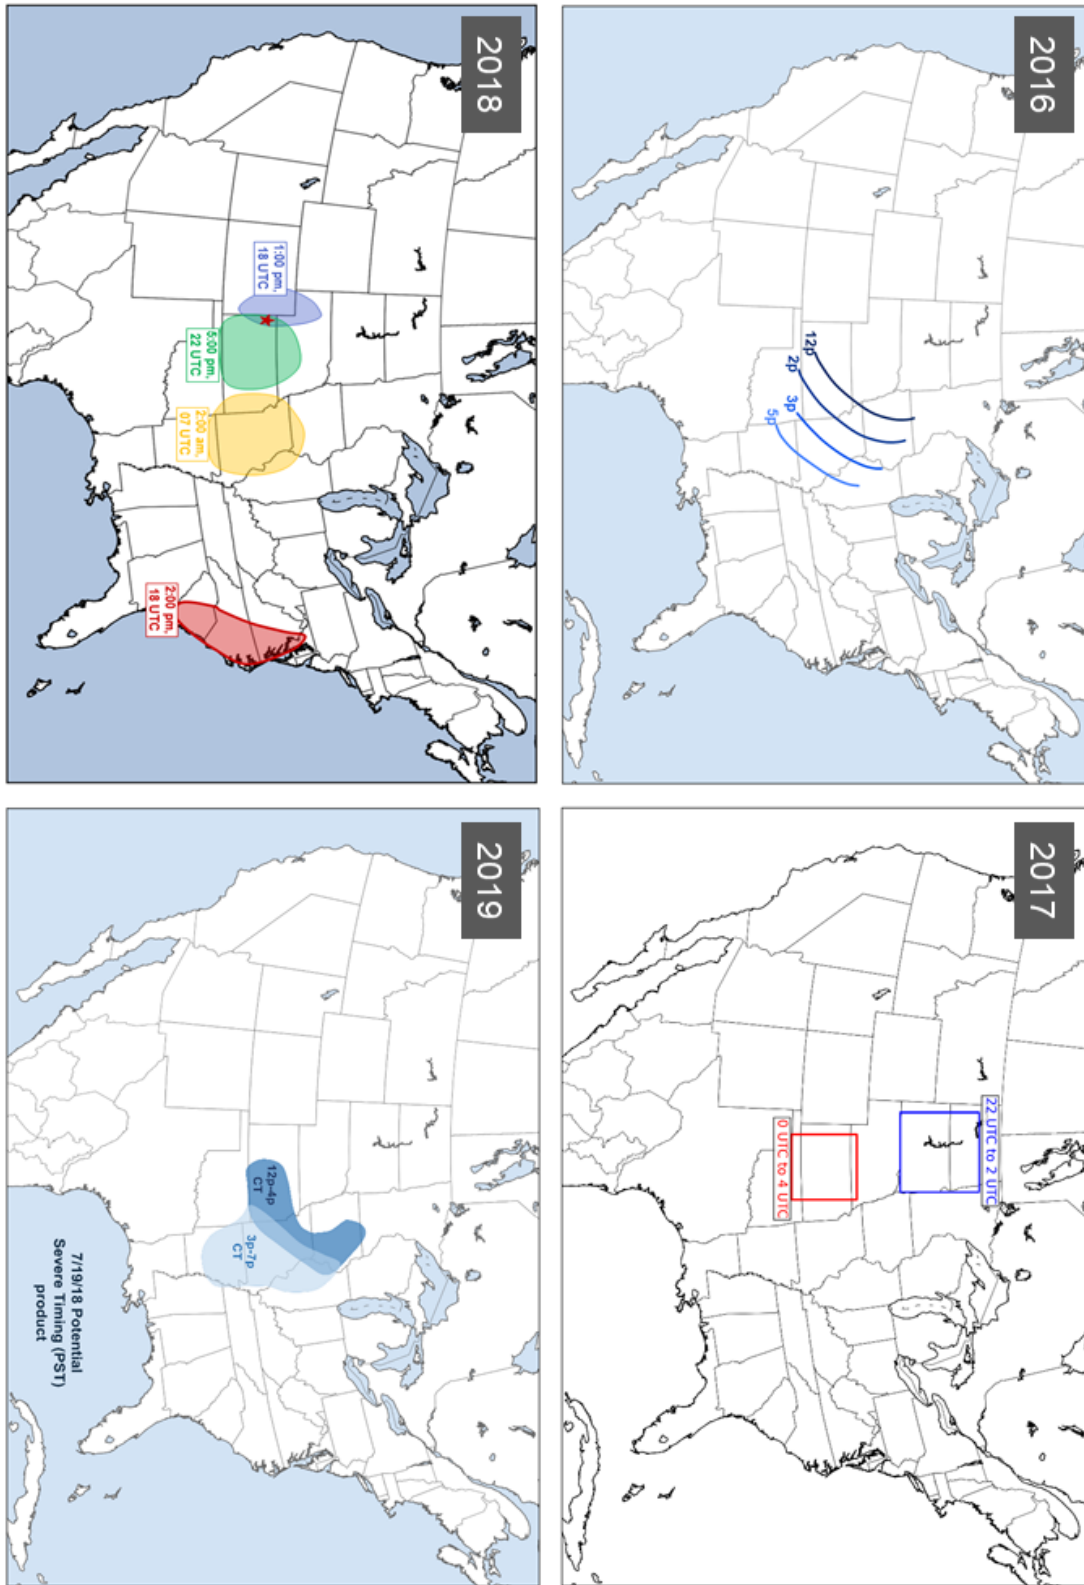 2016
12p
2p
3p
5p
2017
22 UTC to 2 UTC
0 UTC to 4 UTC
2018
1:00 pm,
18 UTC
5:00 pm,
22 UTC
2:00 am,
07 UTC
2:00 pm,
18 UTC
2019
12p-4p
CT
3p-7p
CT
7/19/18 Potential
Severe Timing (PST)
product